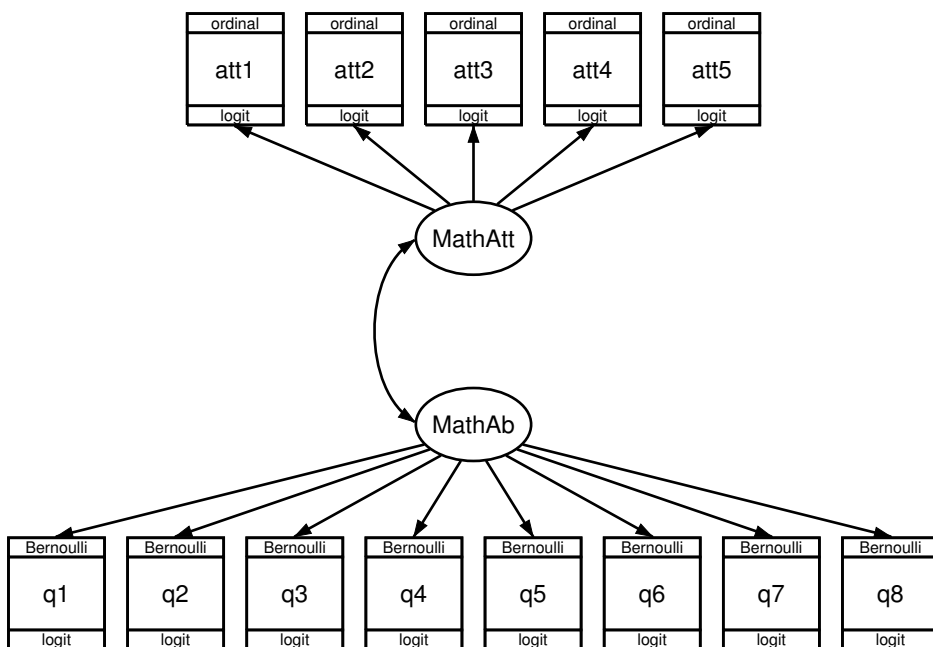 ordinal ordinal ordinal ordinal ordinal
att1 att2 att3 att4 att5
logit logit logit logit logit
MathAtt
MathAb
Bernoulli Bernoulli Bernoulli Bernoulli Bernoulli Bernoulli Bernoulli Bernoulli
q1 q2 q3 q4 q5 q6 q7 q8
logit logit logit logit logit logit logit logit